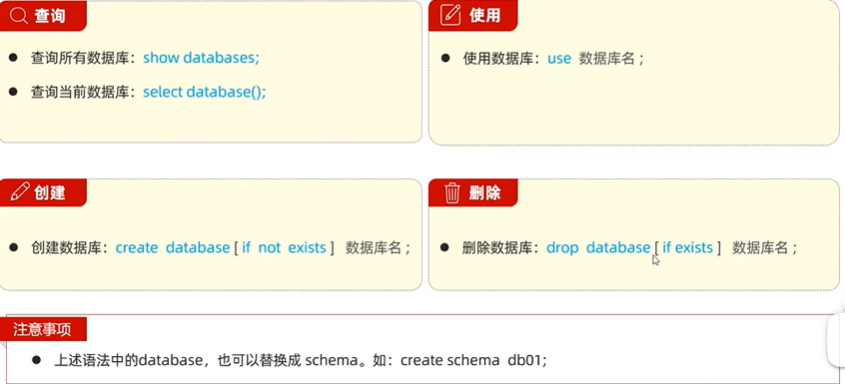 查询
查询所有数据库：show databases;
查询当前数据库：select database();
使用
使用数据库：use 数据库名 ;
创建
创建数据库：create database [ if not exists ] 数据库名 ;
删除
删除数据库：drop database [ if exists ] 数据库名 ;
注意事项
上述语法中的database，也可以替换成 schema。如：create schema db01;